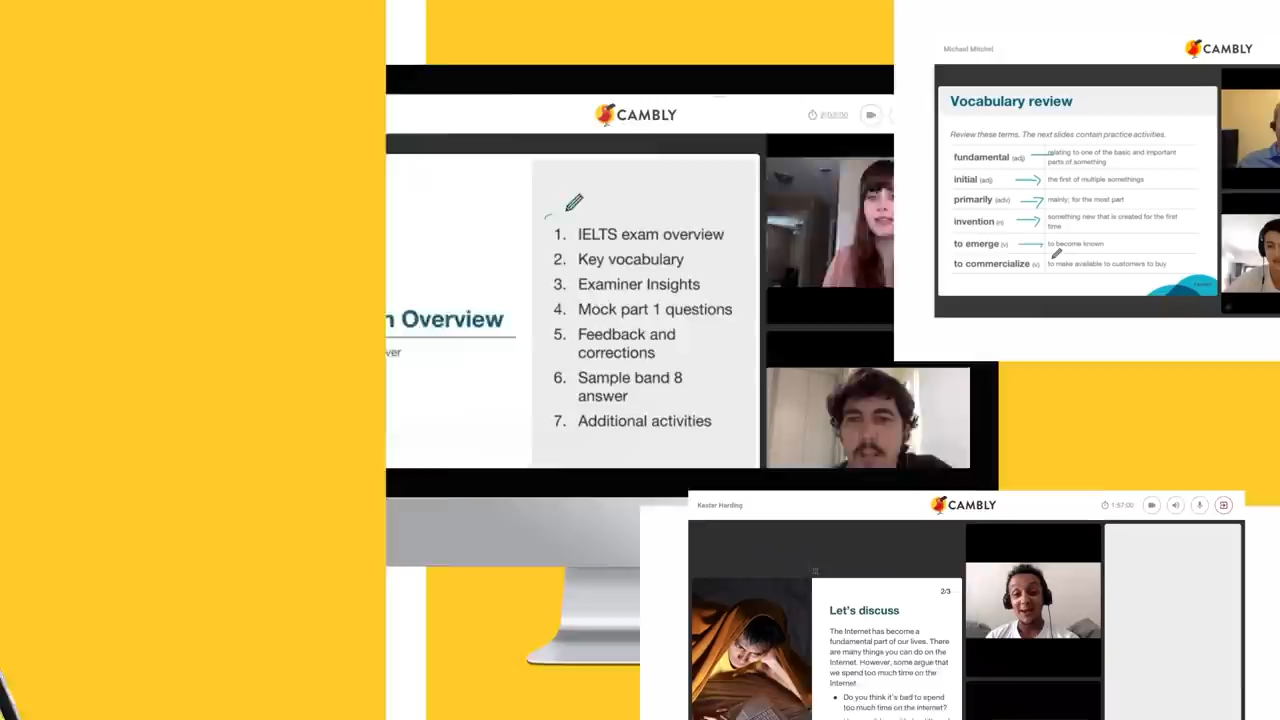 CAMBLY
n Overview
ver
1. IELTS exam overview
2. Key vocabulary
3. Examiner Insights
4. Mock part 1 questions
5. Feedback and
corrections
6. Sample band 8
answer
7. Additional activities
Michael Mitchel
CAMBLY
Vocabulary review
Review these terms. The next slides contain practice activities.
fundamental (adj) relating to one of the basic and important
parts of something
initial (adj) the first of multiple somethings
primarily (adv) mainly; for the most part
invention (n) something new that is created for the first
time
to emerge (v) to become known
to commercialize (v) to make available to customers to buy
Kester Harding
CAMBLY
1:57:00
2/3
Let's discuss
The Internet has become a
fundamental part of our lives. There
are many things you can do on the
Internet. However, some argue that
we spend too much time on the
Internet.
• Do you think it's bad to spend
too much time on the internet?